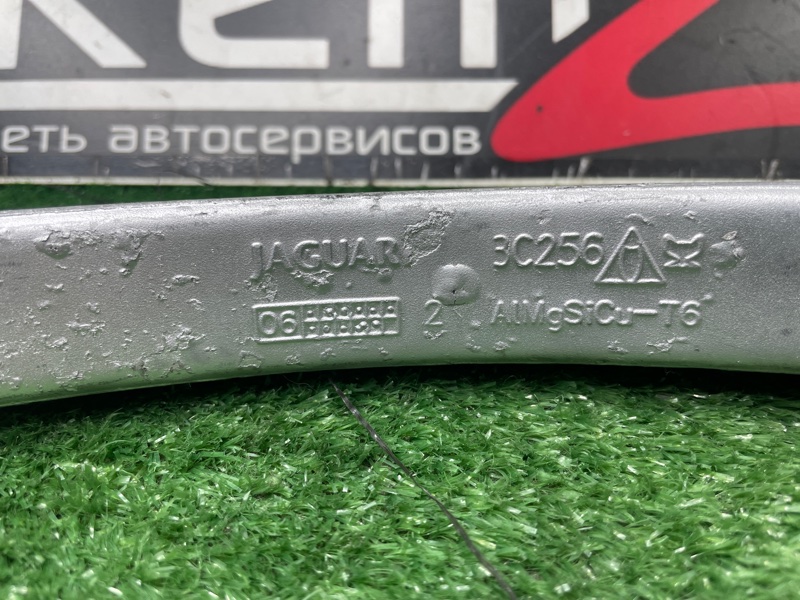 еть автосервисов
JAGUAR 3C256
06 2 AlMgSiCu-T6